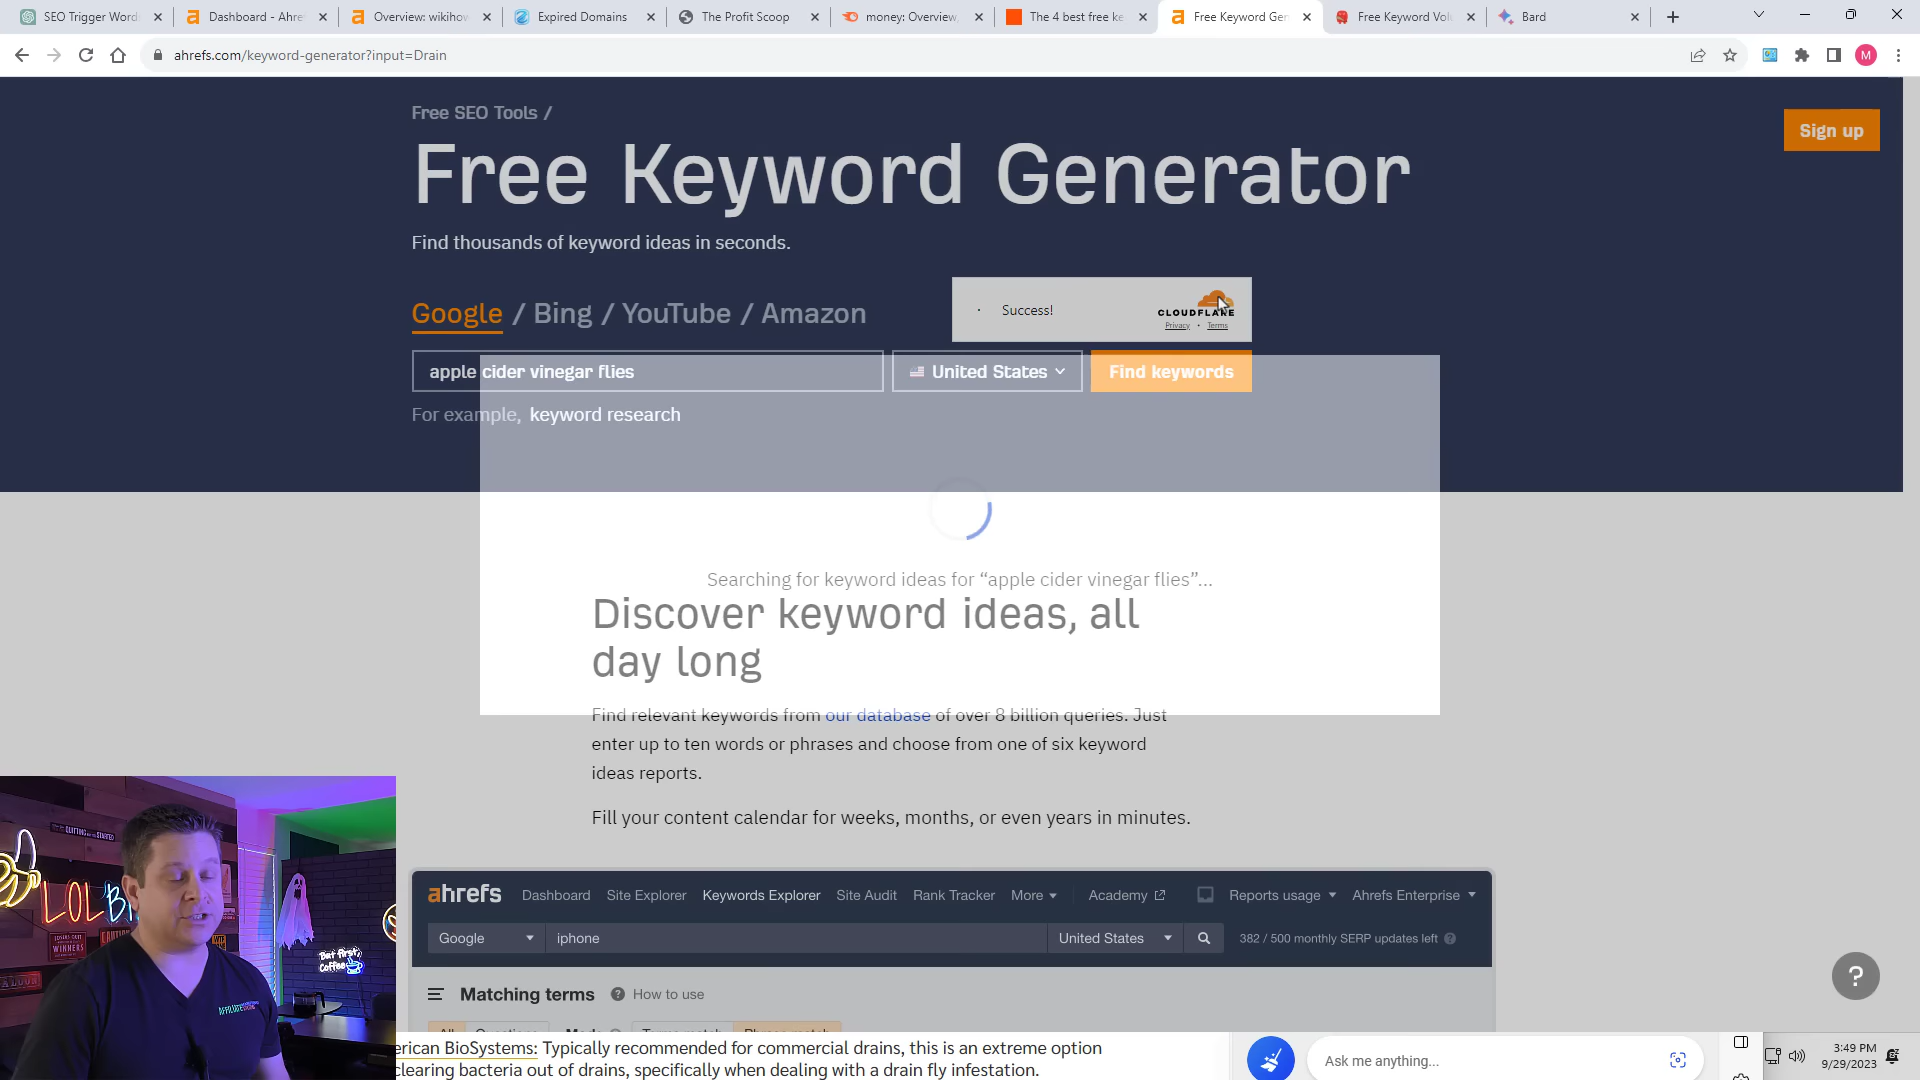 SEO Trigger Word
Dashboard - Ahre
Overview: wikiho
Expired Domains
The Profit Scoop
money: Overview,
The 4 best free ke
Free Keyword Gen
Free Keyword Volu
Bard
ahrefs.com/keyword-generator?input=Drain
M
Free SEO Tools /
Sign up
Free Keyword Generator
Find thousands of keyword ideas in seconds.
Google / Bing / YouTube / Amazon
Success!
CLOUDFLARE
Privacy • Terms
apple cider vinegar flies
United States
Find keywords
For example, keyword research
Searching for keyword ideas for “apple cider vinegar flies”...
Discover keyword ideas, all
day long
Find relevant keywords from our database of over 8 billion queries. Just
enter up to ten words or phrases and choose from one of six keyword
ideas reports.
Fill your content calendar for weeks, months, or even years in minutes.
ahrefs Dashboard Site Explorer Keywords Explorer Site Audit Rank Tracker More Academy Reports usage Ahrefs Enterprise
Google iphone United States 382 / 500 monthly SERP updates left
Matching terms How to use
erican BioSystems: Typically recommended for commercial drains, this is an extreme option
clearing bacteria out of drains, specifically when dealing with a drain fly infestation.
Ask me anything...
3:49 PM
9/29/2023
But first,
Coffee
WINNERS
AFFILIATE